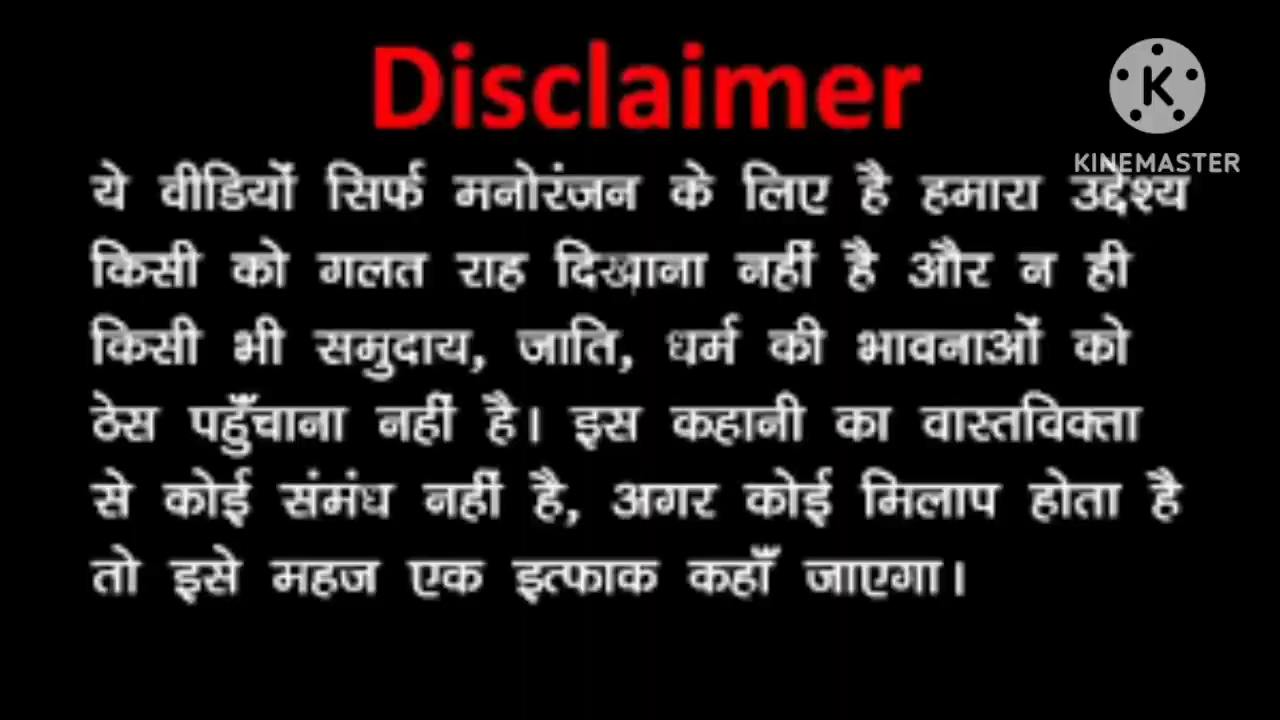 Disclaimer
K
KINEMASTER
ये वीडियों सिर्फ मनोरंजन के लिए है हमारा उद्देश्य
किसी को गलत राह दिखाना नहीं है और न ही
किसी भी समुदाय, जाति, धर्म की भावनाओं को
ठेस पहुँचाना नहीं है। इस कहानी का वास्तविक्ता
से कोई संमंध नहीं है, अगर कोई मिलाप होता है
तो इसे महज एक इत्फाक कहाँ जाएगा।